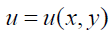 u = u(x, y)